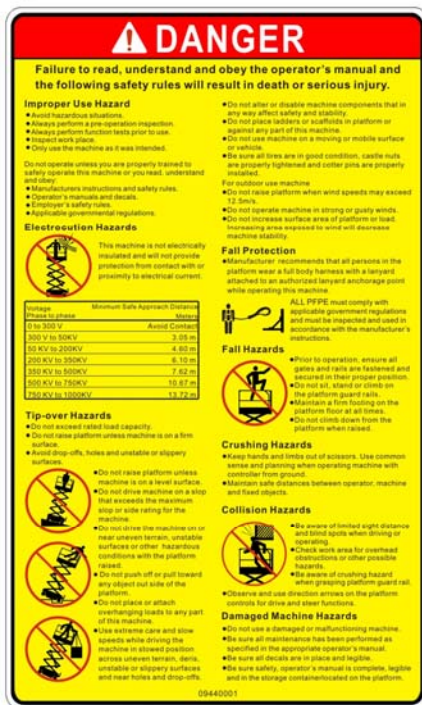 DANGER
Failure to read, understand and obey the operator's manual and
the following safety rules will result in death or serious injury.
Improper Use Hazard
●Avoid hazardous situations.
●Always perform a pre-operation inspection.
●Always perform function tests prior to use.
●Inspect work place.
●Only use the machine as it was intended.
Do not operate unless you are properly trained to
safely operate this machine or you read, understand
and obey:
●Manufacturers instructions and safety rules.
●Operator's manuals and decals.
●Employer's safety rules.
●Applicable governmental regulations.
Electrocution Hazards
This machine is not electrically
insulated and will not provide
protection from contact with or
proximity to electrical current.
Voltage Minimum Safe Approach Distance
Phase to phase Meters
0 to 300 V Avoid Contact
300 V to 50KV 3.05 m
50 KV to 200KV 4.60 m
200 KV to 350KV 6.10 m
350 KV to 500KV 7.62 m
500 KV to 750KV 10.67 m
750 KV to 1000KV 13.72 m
Tip-over Hazards
●Do not exceed rated load capacity.
●Do not raise platform unless machine is on a firm
surface.
●Avoid drop-offs, holes and unstable or slippery
surfaces.
●Do not raise platform unless
machine is on a level surface.
●Do not drive machine on a slop
that exceeds the maximum
slop or side rating for the
machine.
●Do not drive the machine on or
near uneven terrain, unstable
surfaces or other hazardous
conditions with the platform
raised.
●Do not push off or pull toward
any object out side of the
platform.
●Do not place or attach
overhanging loads to any part
of this machine.
●Use extreme care and slow
speeds while driving the
machine in stowed position
across uneven terrain, deris,
unstable or slippery surfaces
and near holes and drop-offs.
●Do not alter or disable machine components that in
any way affect safety and stability.
●Do not place ladders or scaffolds in platform or
against any part of this machine.
●Do not use machine on a moving or mobile surface
or vehicle.
●Be sure all tires are in good condition, castle nuts
are properly tightened and cotter pins are properly
installed.
For outdoor use machine
●Do not raise platform when wind speeds may exceed
12.5m/s.
●Do not operate machine in strong or gusty winds.
●Do not increase surface area of platform or load.
Increasing area exposed to wind will decrease
machine stability.
Fall Protection
●Manufacturer recommends that all persons in the
platform wear a full body harness with a lanyard
attached to an authorized lanyard anchorage point
while operating this machine.
ALL PFPE must comply with
applicable government regulations
and must be inspected and used in
accordance with the manufacturer's
instructions.
Fall Hazards
●Prior to operation, ensure all
gates and rails are fastened and
secured in their proper position.
●Do not sit, stand or climb on
the platform guard rails.
●Maintain a firm footing on the
platform floor at all times.
●Do not climb down from the
platform when raised.
Crushing Hazards
●Keep hands and limbs out of scissors. Use common
sense and planning when operating machine with
controller from ground.
●Maintain safe distances between operator, machine
and fixed objects.
Collision Hazards
●Be aware of limited sight distance
and blind spots when driving or
operating.
●Check work area for overhead
obstructions or other possible
hazards.
●Be aware of crushing hazard
when grasping platform guard rail.
●Observe and use direction arrows on the platform
controls for drive and steer functions.
Damaged Machine Hazards
●Do not use a damaged or malfunctioning machine.
●Be sure all maintenance has been performed as
specified in the appropriate operator's manual.
●Be sure all decals are in place and legible.
●Be sure safety, operator's manual is complete, legible
and in the storage containerlocated on the platform.
09440001